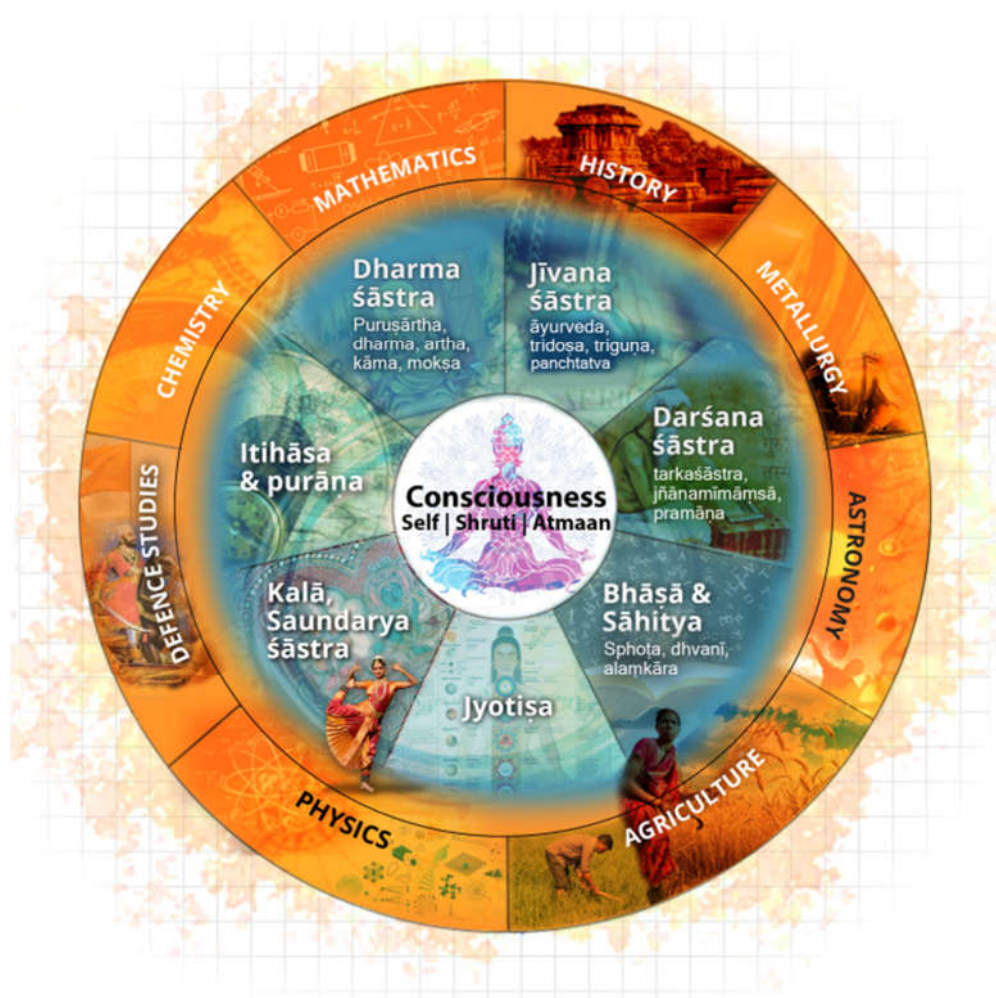 MATHEMATICS
HISTORY
METALLURGY
ASTRONOMY
AGRICULTURE
PHYSICS
DEFENCE STUDIES
CHEMISTRY
Dharma
śāstra
Puruṣārtha,
dharma, artha,
kāma, mokṣa
Jīvana
śāstra
āyurveda,
tridosa, triguṇa,
panchtatva
Darśana
śāstra
tarkaśāstra,
jñānamīmāṃsā,
pramāṇa
Bhāṣā &
Sāhitya
Sphoṭa, dhvanī,
alaṃkāra
Jyotiṣa
Kalā,
Saundarya
śāstra
Itihāsa
& purāṇa
Consciousness
Self | Shruti | Atmaan